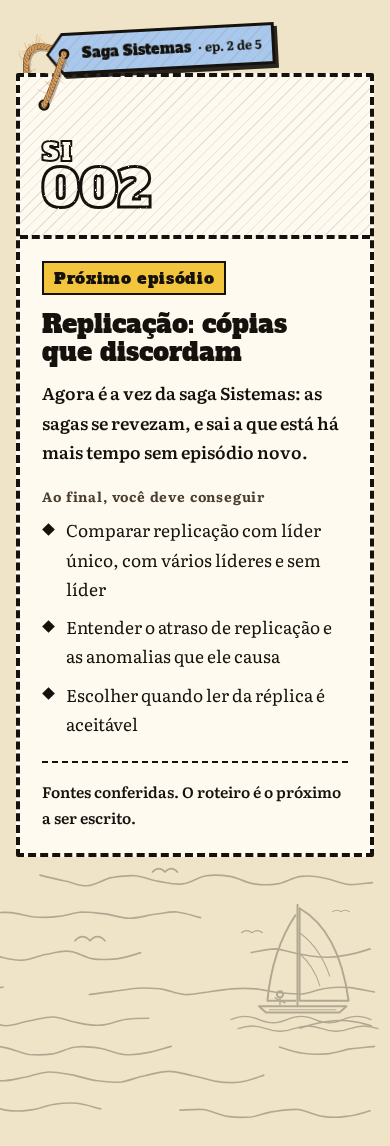 Saga Sistemas · ep. 2 de 5
SI
002
Próximo episódio
Replicação: cópias
que discordam
Agora é a vez da saga Sistemas: as
sagas se revezam, e sai a que está há
mais tempo sem episódio novo.
Ao final, você deve conseguir
Comparar replicação com líder
único, com vários líderes e sem
líder
Entender o atraso de replicação e
as anomalias que ele causa
Escolher quando ler da réplica é
aceitável
Fontes conferidas. O roteiro é o próximo
a ser escrito.